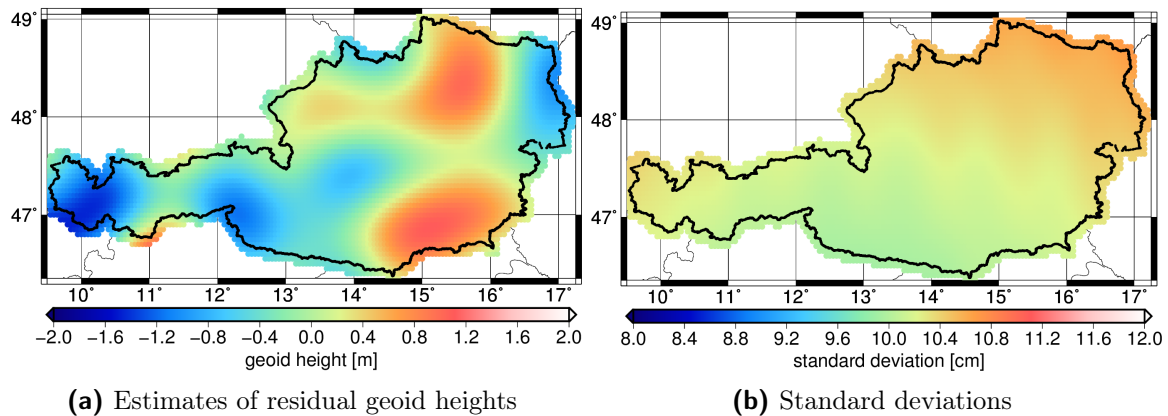 49˚
48˚
47˚
10˚ 11˚ 12˚ 13˚ 14˚ 15˚ 16˚ 17˚
−2.0 −1.6 −1.2 −0.8 −0.4 0.0 0.4 0.8 1.2 1.6 2.0
geoid height [m]
(a) Estimates of residual geoid heights
49˚
48˚
47˚
10˚ 11˚ 12˚ 13˚ 14˚ 15˚ 16˚ 17˚
8.0 8.4 8.8 9.2 9.6 10.0 10.4 10.8 11.2 11.6 12.0
standard deviation [cm]
(b) Standard deviations